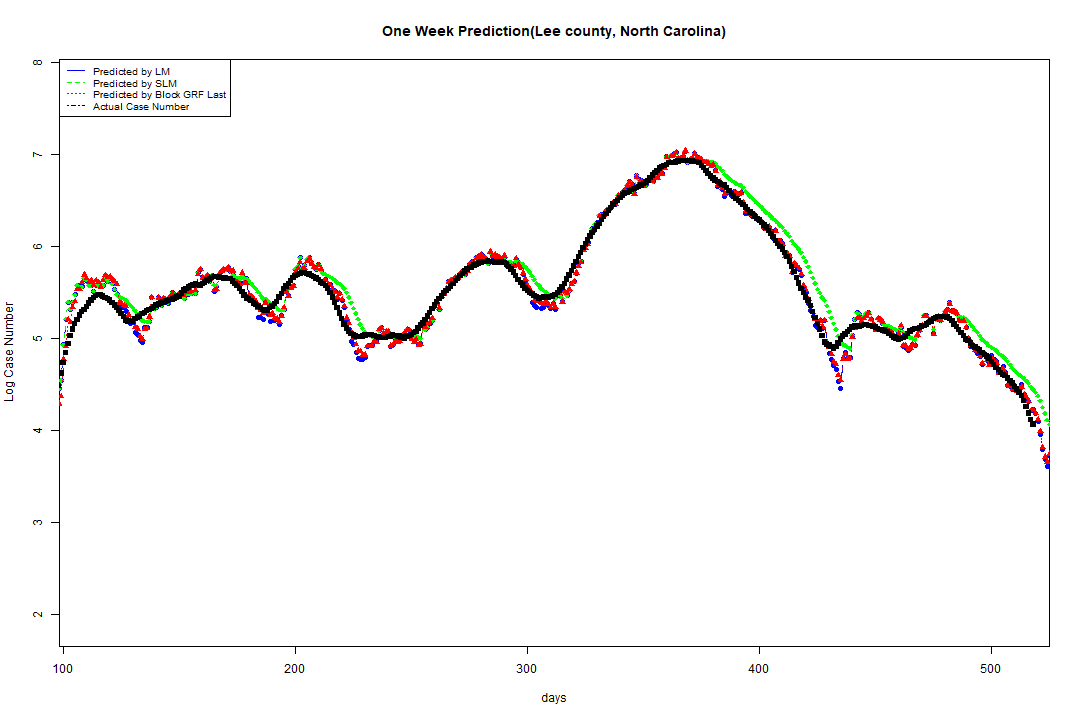 One Week Prediction(Lee county, North Carolina)
Predicted by LM
Predicted by SLM
Predicted by Block GRF Last
Actual Case Number
8
7
6
5
4
3
2
Log Case Number
100 200 300 400 500
days